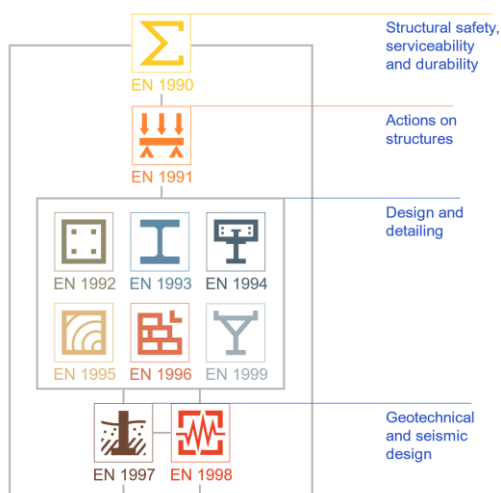 Structural safety,
serviceability
and durability
EN 1990
Actions on
structures
EN 1991
Design and
detailing
EN 1992 EN 1993 EN 1994
EN 1995 EN 1996 EN 1999
Geotechnical
and seismic
design
EN 1997 EN 1998